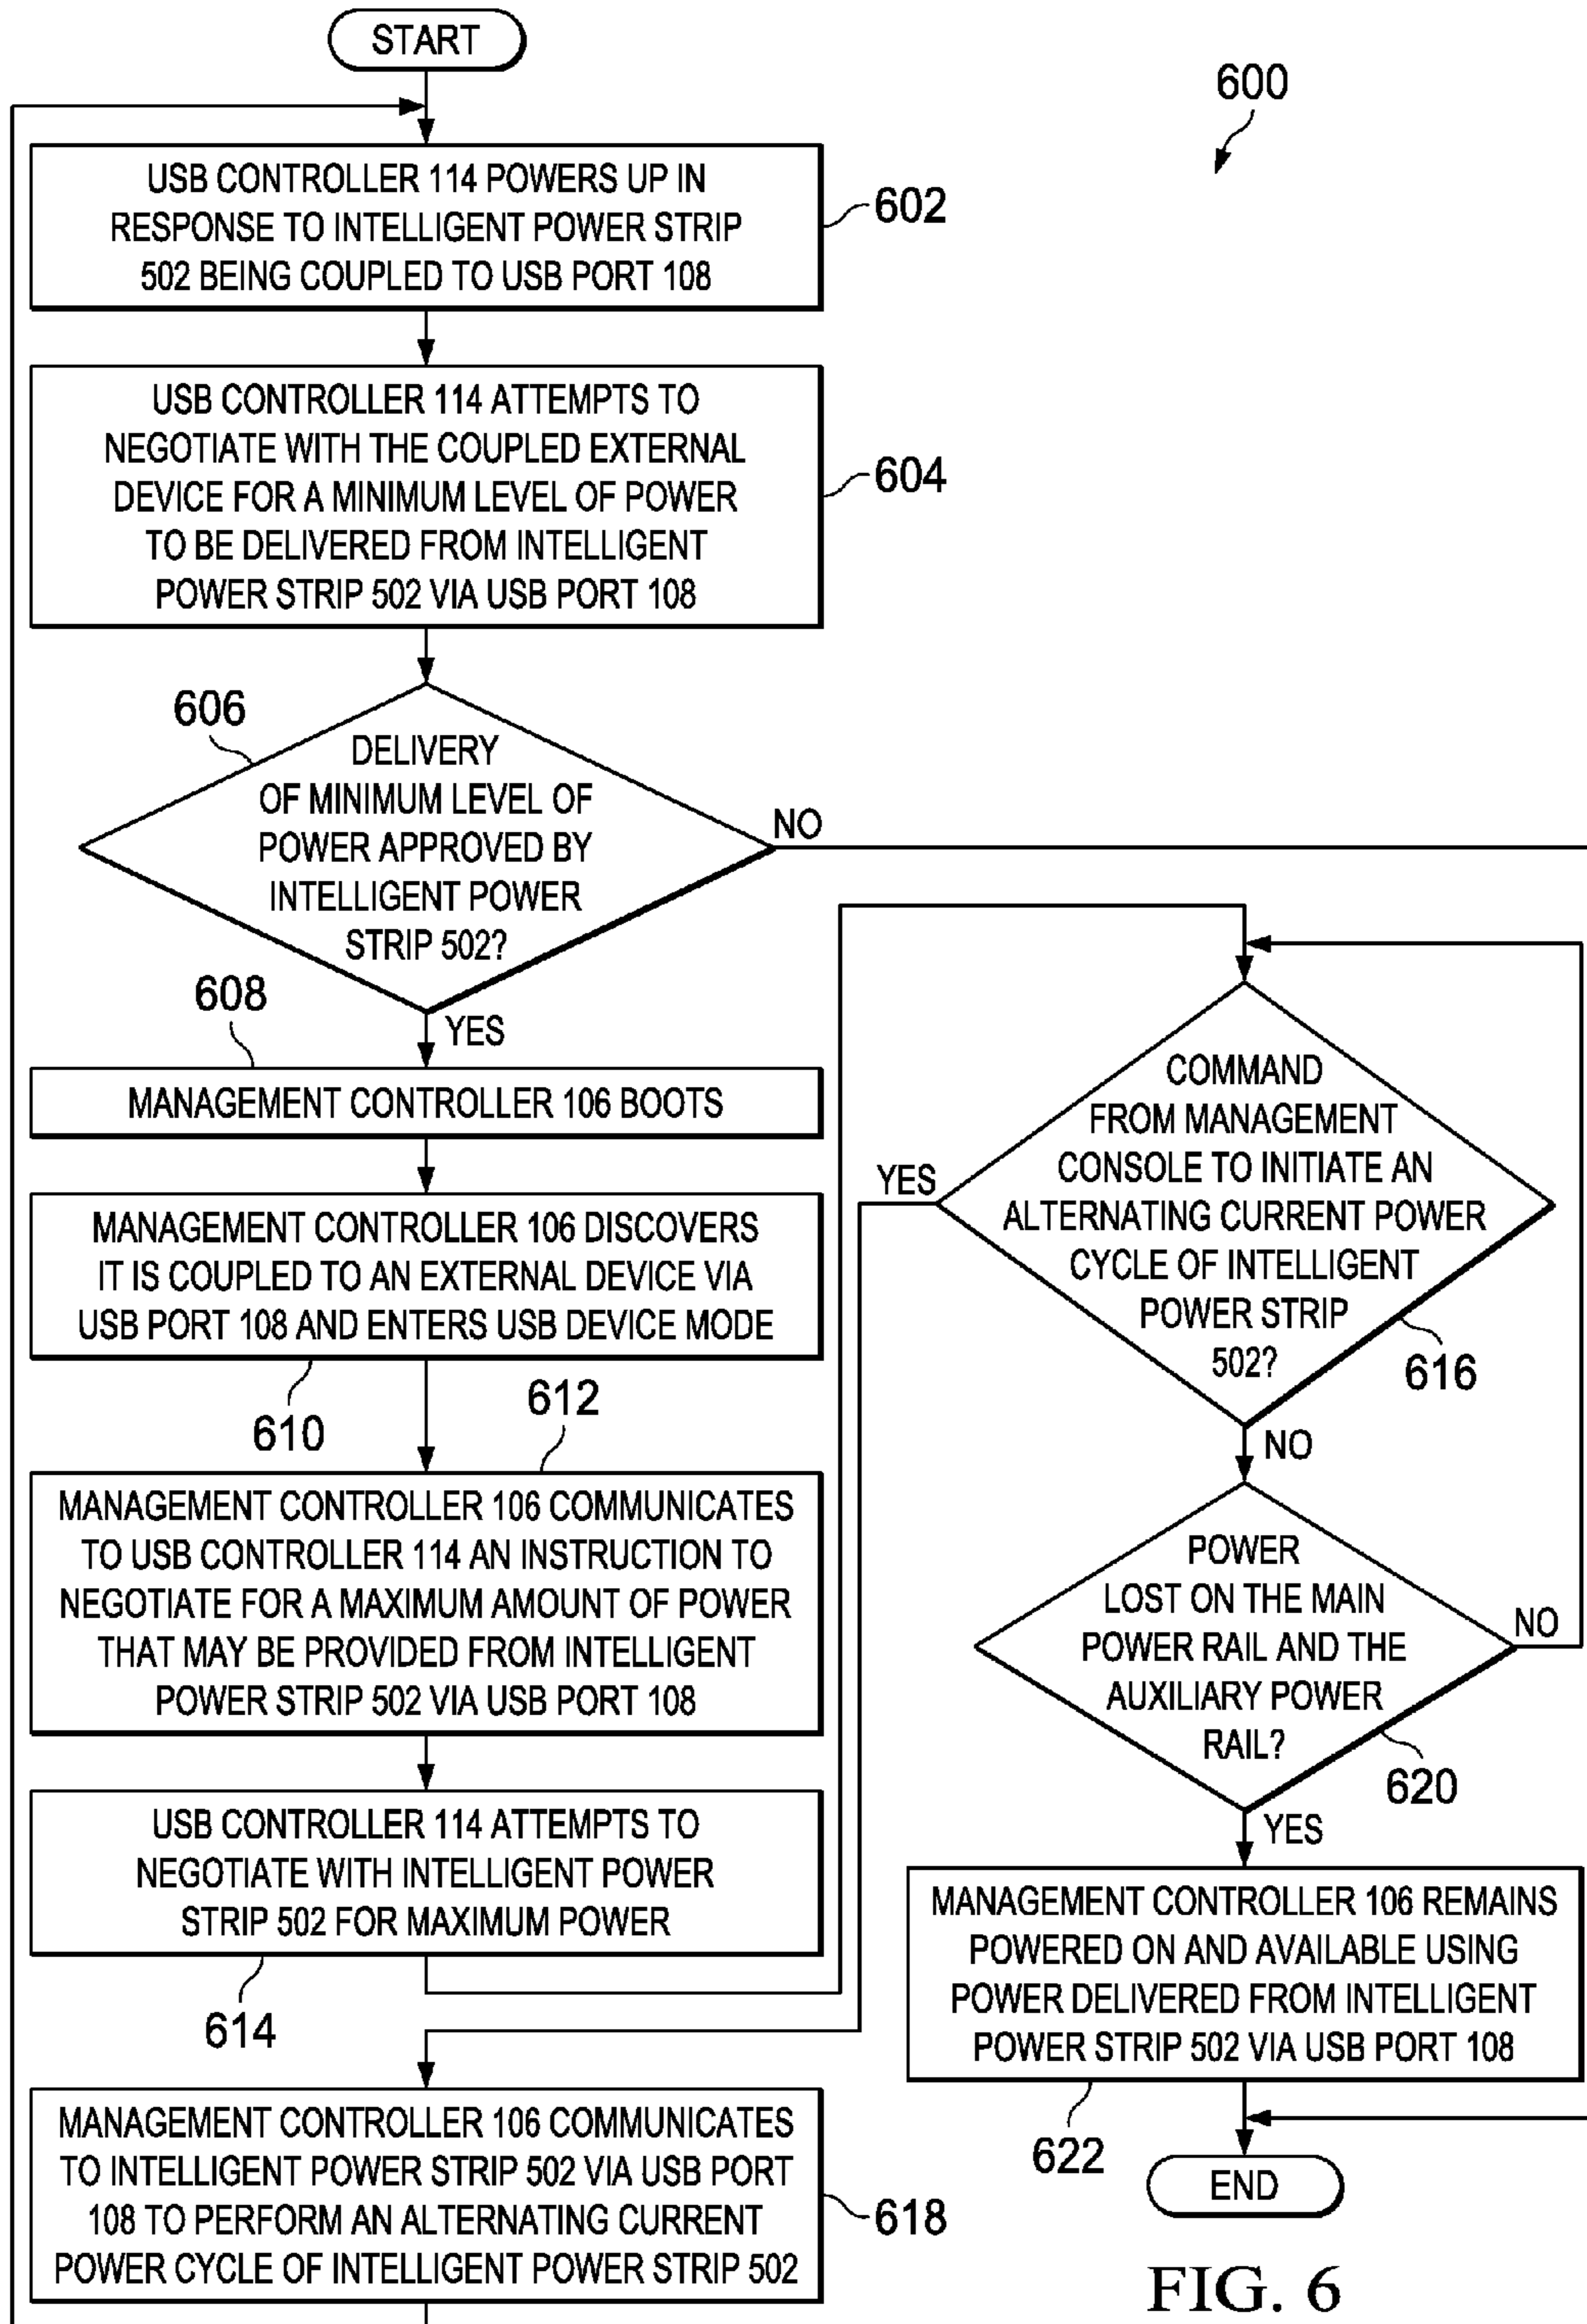 START
600
USB CONTROLLER 114 POWERS UP IN
RESPONSE TO INTELLIGENT POWER STRIP
502 BEING COUPLED TO USB PORT 108
602
USB CONTROLLER 114 ATTEMPTS TO
NEGOTIATE WITH THE COUPLED EXTERNAL
DEVICE FOR A MINIMUM LEVEL OF POWER
TO BE DELIVERED FROM INTELLIGENT
POWER STRIP 502 VIA USB PORT 108
604
606
DELIVERY
OF MINIMUM LEVEL OF
POWER APPROVED BY
INTELLIGENT POWER
STRIP 502?
NO
YES
608
MANAGEMENT CONTROLLER 106 BOOTS
MANAGEMENT CONTROLLER 106 DISCOVERS
IT IS COUPLED TO AN EXTERNAL DEVICE VIA
USB PORT 108 AND ENTERS USB DEVICE MODE
610
612
MANAGEMENT CONTROLLER 106 COMMUNICATES
TO USB CONTROLLER 114 AN INSTRUCTION TO
NEGOTIATE FOR A MAXIMUM AMOUNT OF POWER
THAT MAY BE PROVIDED FROM INTELLIGENT
POWER STRIP 502 VIA USB PORT 108
USB CONTROLLER 114 ATTEMPTS TO
NEGOTIATE WITH INTELLIGENT POWER
STRIP 502 FOR MAXIMUM POWER
614
COMMAND
FROM MANAGEMENT
CONSOLE TO INITIATE AN
ALTERNATING CURRENT POWER
CYCLE OF INTELLIGENT
POWER STRIP
502?
616
YES
NO
MANAGEMENT CONTROLLER 106 COMMUNICATES
TO INTELLIGENT POWER STRIP 502 VIA USB PORT
108 TO PERFORM AN ALTERNATING CURRENT
POWER CYCLE OF INTELLIGENT POWER STRIP 502
618
POWER
LOST ON THE MAIN
POWER RAIL AND THE
AUXILIARY POWER
RAIL?
620
NO
YES
MANAGEMENT CONTROLLER 106 REMAINS
POWERED ON AND AVAILABLE USING
POWER DELIVERED FROM INTELLIGENT
POWER STRIP 502 VIA USB PORT 108
622
END
FIG. 6